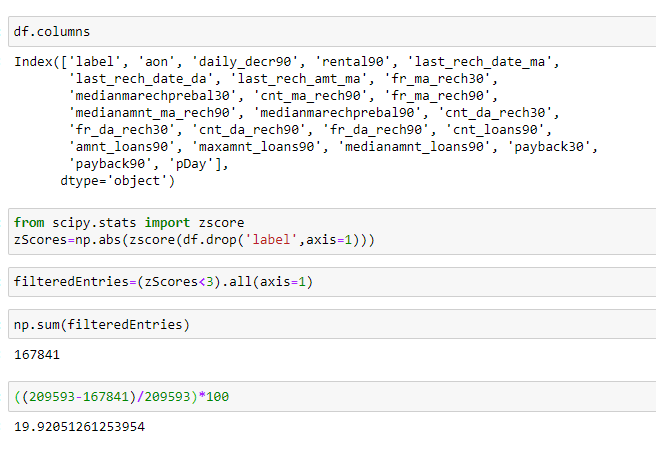 df.columns
Index(['label', 'aon', 'daily_decr90', 'rental90', 'last_rech_date_ma',
'last_rech_date_da', 'last_rech_amt_ma', 'fr_ma_rech30',
'medianmarechprebal30', 'cnt_ma_rech90', 'fr_ma_rech90',
'medianamnt_ma_rech90', 'medianmarechprebal90', 'cnt_da_rech30',
'fr_da_rech30', 'cnt_da_rech90', 'fr_da_rech90', 'cnt_loans90',
'amnt_loans90', 'maxamnt_loans90', 'medianamnt_loans90', 'payback30',
'payback90', 'pDay'],
dtype='object')
from scipy.stats import zscore
zScores=np.abs(zscore(df.drop('label',axis=1)))
filteredEntries=(zScores<3).all(axis=1)
np.sum(filteredEntries)
167841
((209593-167841)/209593)*100
19.92051261253954